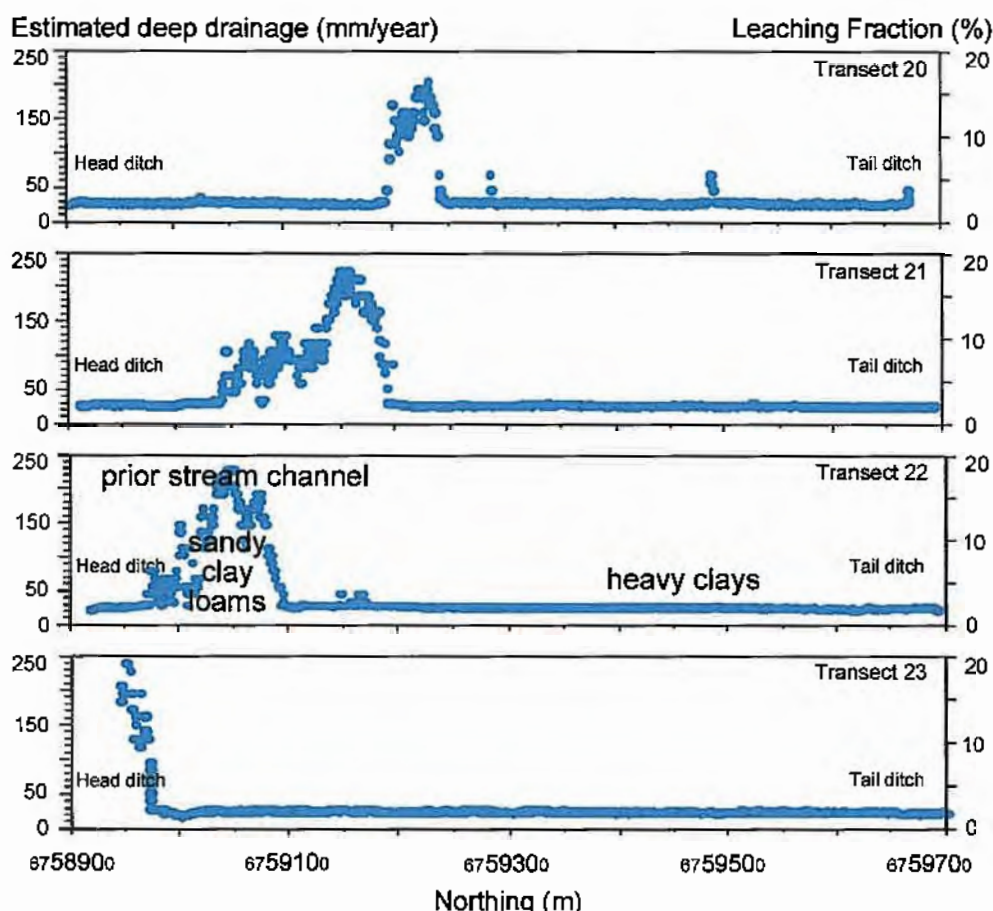 Estimated deep drainage (mm/year) Leaching Fraction (%)
250 20
Transect 20
150 10
Head ditch Tail ditch
50
0 0
250 20
Transect 21
150 10
Head ditch Tail ditch
50
0 0
250 20
prior stream channel Transect 22
150 10
sandy
Head ditch clay heavy clays Tail ditch
50 loams
0 0
250 20
Transect 23
150 10
Head ditch Tail ditch
50
0 0
6758900 6759100 6759300 6759500 6759700
Northing (m)